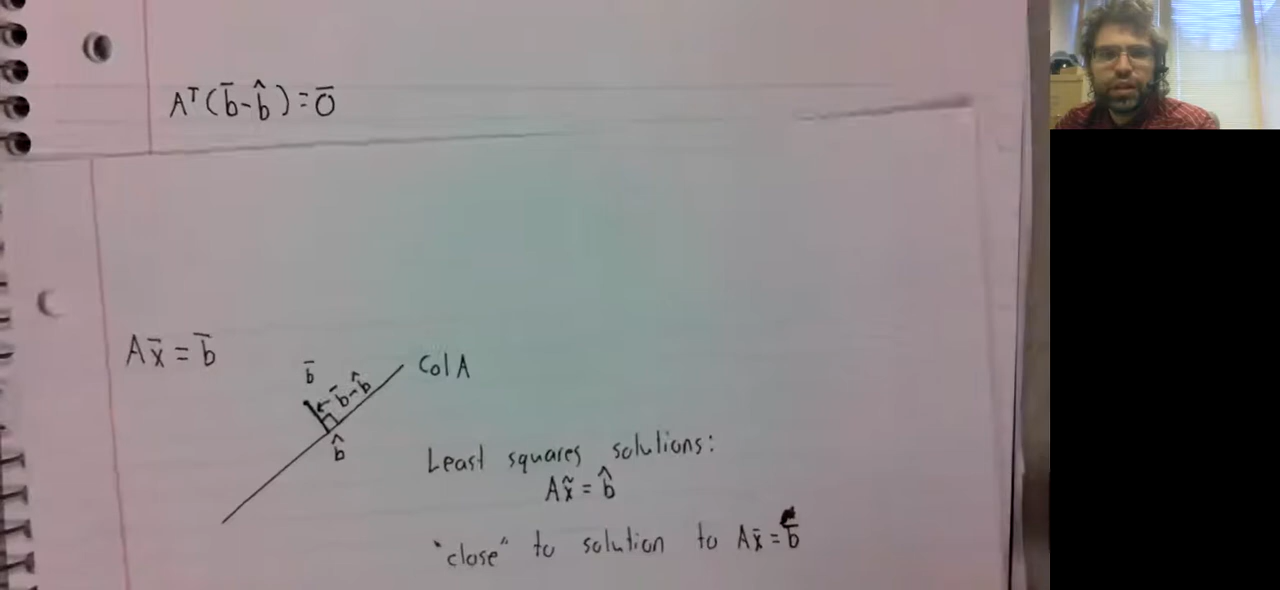 Aᵀ(b̄-b̂)=0̄
Ax̄ = b̄
b̄
b̄-b̂
Col A
b̂
Least squares solutions:
Ax̃ = b̂
"close" to solution to Ax̄ = b̄